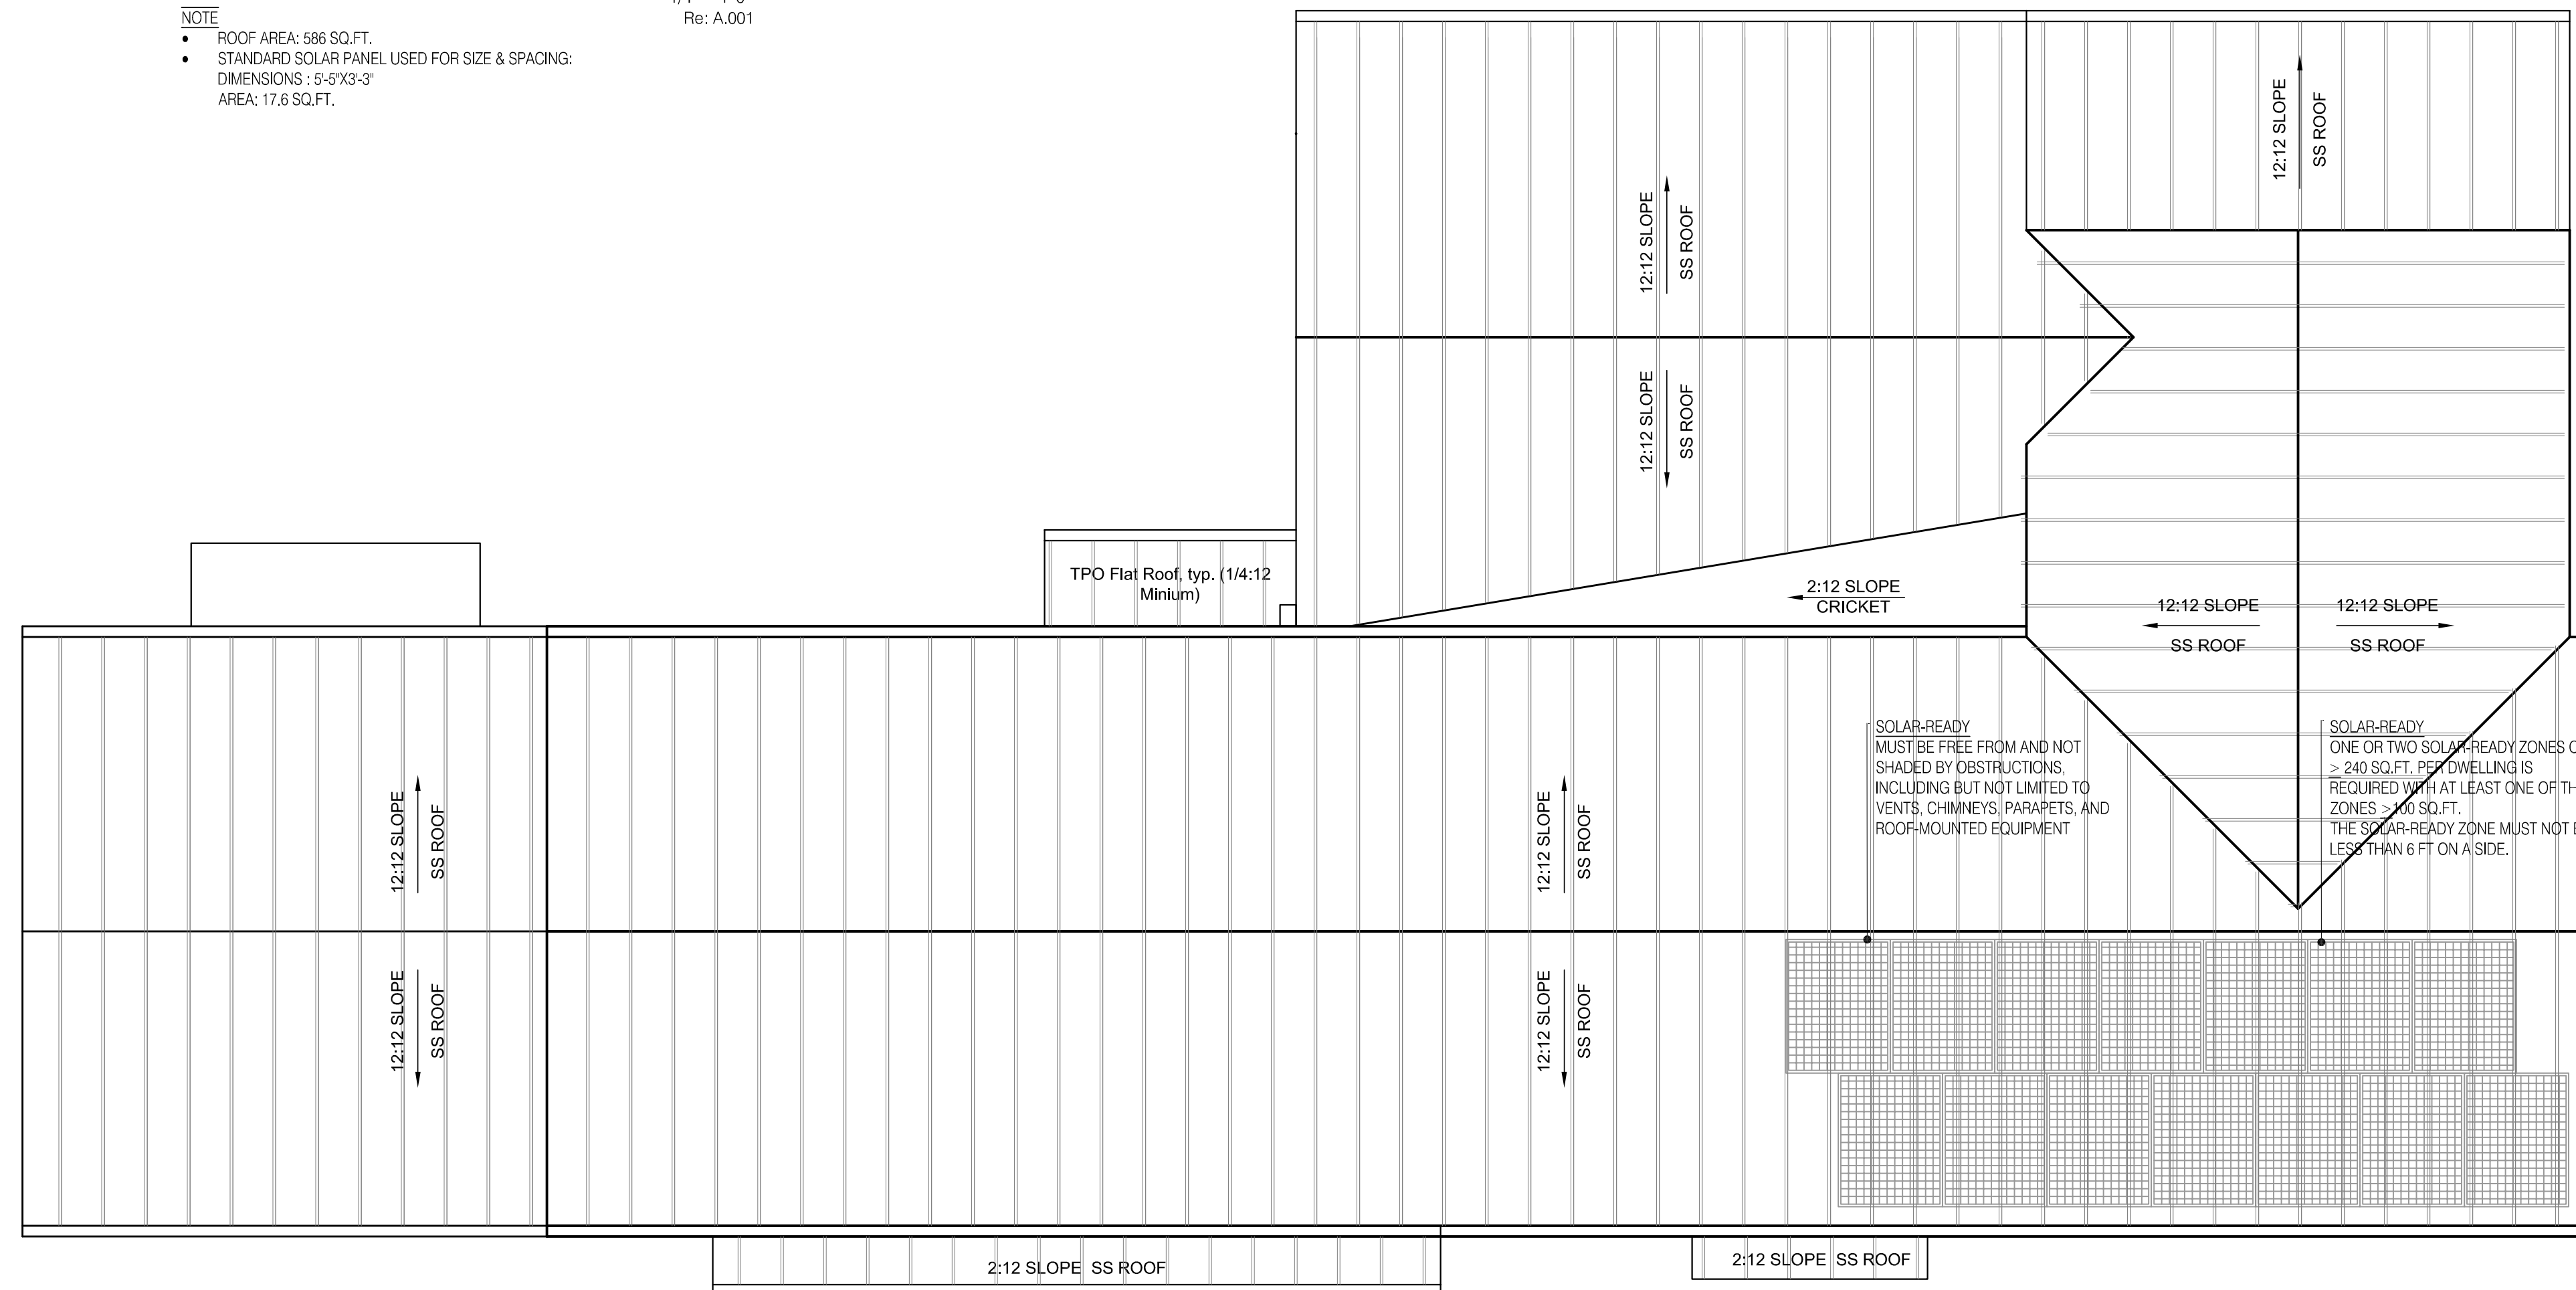 NOTE
• ROOF AREA: 586 SQ.FT.
• STANDARD SOLAR PANEL USED FOR SIZE & SPACING:
DIMENSIONS : 5'-5"X3'-3"
AREA: 17.6 SQ.FT.
Re: A.001
12:12 SLOPE
SS ROOF
12:12 SLOPE
SS ROOF
12:12 SLOPE
SS ROOF
TPO Flat Roof, typ. (1/4:12
Minium)
2:12 SLOPE
CRICKET
12:12 SLOPE
SS ROOF
12:12 SLOPE
SS ROOF
SOLAR-READY
MUST BE FREE FROM AND NOT
SHADED BY OBSTRUCTIONS,
INCLUDING BUT NOT LIMITED TO
VENTS, CHIMNEYS, PARAPETS, AND
ROOF-MOUNTED EQUIPMENT
SOLAR-READY
ONE OR TWO SOLAR-READY ZONES
≥ 240 SQ.FT. PER DWELLING IS
REQUIRED WITH AT LEAST ONE OF
ZONES ≥100 SQ.FT.
THE SOLAR-READY ZONE MUST NOT
LESS THAN 6 FT ON A SIDE.
12:12 SLOPE
SS ROOF
12:12 SLOPE
SS ROOF
12:12 SLOPE
SS ROOF
12:12 SLOPE
SS ROOF
2:12 SLOPE SS ROOF
2:12 SLOPE SS ROOF